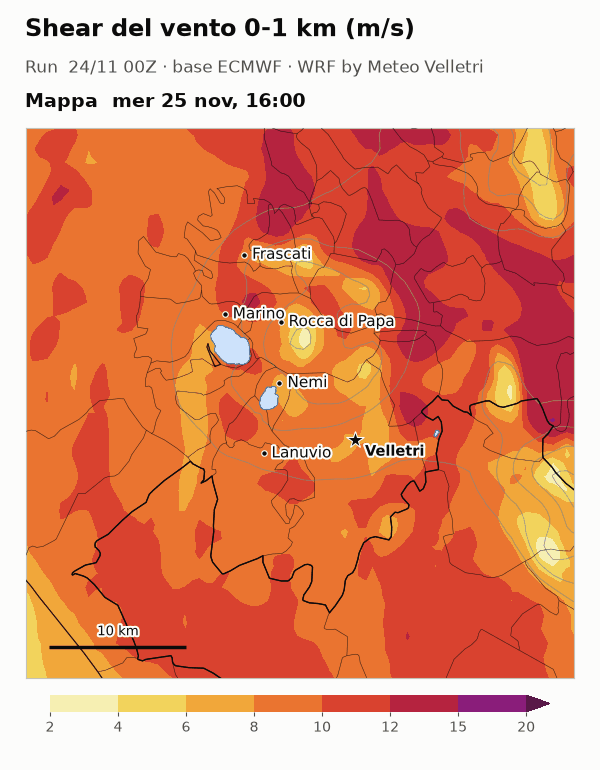 Shear del vento 0-1 km (m/s)
Run  24/11 00Z · base ECMWF · WRF by Meteo Velletri
Mappa  mer 25 nov, 16:00
Frascati
Marino
Rocca di Papa
Nemi
Velletri
Lanuvio
10 km
2 4 6 8 10 12 15 20